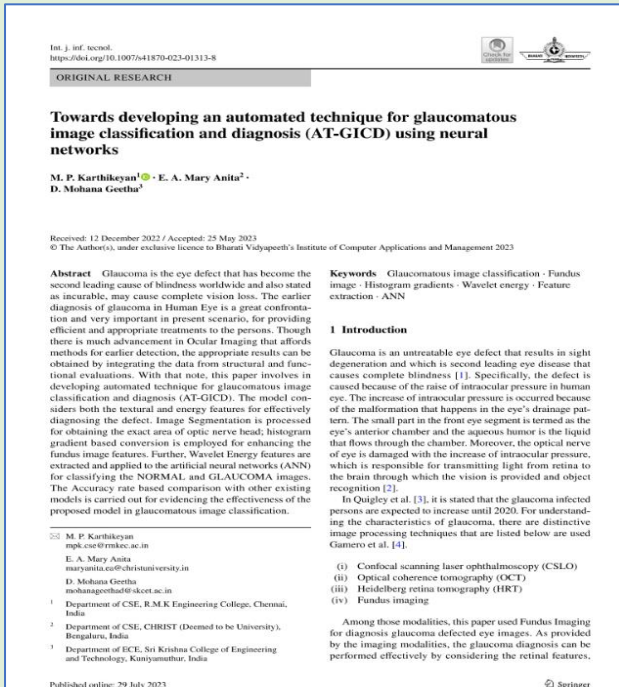 Int. j. inf. tecnol.
https://doi.org/10.1007/s41870-023-01313-8
Check for
updates
ORIGINAL RESEARCH
Towards developing an automated technique for glaucomatous
image classification and diagnosis (AT-GICD) using neural
networks
M. P. Karthikeyan¹ · E. A. Mary Anita² ·
D. Mohana Geetha³
Received: 12 December 2022 / Accepted: 25 May 2023
© The Author(s), under exclusive licence to Bharati Vidyapeeth's Institute of Computer Applications and Management 2023
Abstract Glaucoma is the eye defect that has become the
second leading cause of blindness worldwide and also stated
as incurable, may cause complete vision loss. The earlier
diagnosis of glaucoma in Human Eye is a great confronta-
tion and very important in present scenario, for providing
efficient and appropriate treatments to the persons. Though
there is much advancement in Ocular Imaging that affords
methods for earlier detection, the appropriate results can be
obtained by integrating the data from structural and func-
tional evaluations. With that note, this paper involves in
developing automated technique for glaucomatous image
classification and diagnosis (AT-GICD). The model con-
siders both the textural and energy features for effectively
diagnosing the defect. Image Segmentation is processed
for obtaining the exact area of optic nerve head; histogram
gradient based conversion is employed for enhancing the
fundus image features. Further, Wavelet Energy features are
extracted and applied to the artificial neural networks (ANN)
for classifying the NORMAL and GLAUCOMA images.
The Accuracy rate based comparison with other existing
models is carried out for evidencing the effectiveness of the
proposed model in glaucomatous image classification.
M. P. Karthikeyan
mpk.cse@rmkec.ac.in
E. A. Mary Anita
maryanita.ea@christuniversity.in
D. Mohana Geetha
mohanageethad@skcet.ac.in
1 Department of CSE, R.M.K Engineering College, Chennai,
India
2 Department of CSE, CHRIST (Deemed to be University),
Bengaluru, India
3 Department of ECE, Sri Krishna College of Engineering
and Technology, Kuniyamuthur, India
Keywords Glaucomatous image classification · Fundus
image · Histogram gradients · Wavelet energy · Feature
extraction · ANN
1 Introduction
Glaucoma is an untreatable eye defect that results in sight
degeneration and which is second leading eye disease that
causes complete blindness [1]. Specifically, the defect is
caused because of the raise of intraocular pressure in human
eye. The increase of intraocular pressure is occurred because
of the malformation that happens in the eye's drainage pat-
tern. The small part in the front eye segment is termed as the
eye's anterior chamber and the aqueous humor is the liquid
that flows through the chamber. Moreover, the optical nerve
of eye is damaged with the increase of intraocular pressure,
which is responsible for transmitting light from retina to
the brain through which the vision is provided and object
recognition [2].
In Quigley et al. [3], it is stated that the glaucoma infected
persons are expected to increase until 2020. For understand-
ing the characteristics of glaucoma, there are distinctive
image processing techniques that are listed below are used
Gamero et al. [4].
(i) Confocal scanning laser ophthalmoscopy (CSLO)
(ii) Optical coherence tomography (OCT)
(iii) Heidelberg retina tomography (HRT)
(iv) Fundus imaging
Among those modalities, this paper used Fundus Imaging
for diagnosis glaucoma defected eye images. As provided
by the imaging modalities, the glaucoma diagnosis can be
performed effectively by considering the retinal features,
Published online: 29 July 2023
Springer